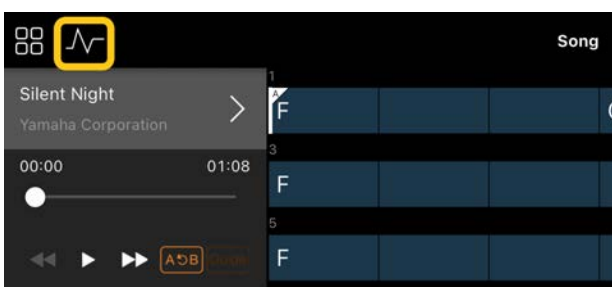 Song
Silent Night
Yamaha Corporation
00:00 01:08
A B
1
A
F
3
F
5
F